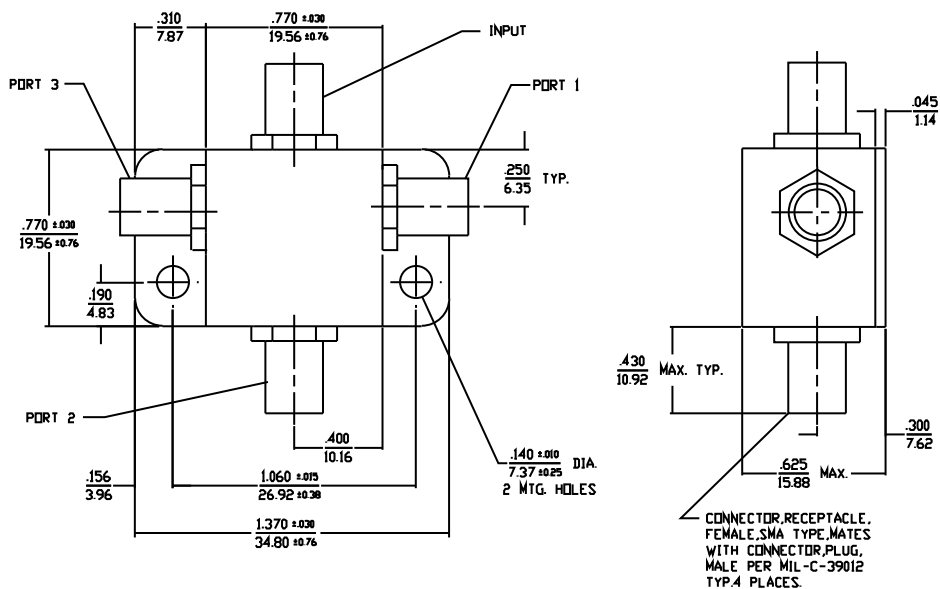 .310
7.87
.770 ±.030
19.56 ±0.76
INPUT
PORT 3
PORT 1
.045
1.14
.250 TYP.
6.35
.770 ±.030
19.56 ±0.76
.190
4.83
.430 MAX. TYP.
10.92
PORT 2
.400
10.16
.300
7.62
.140 ±.010 DIA.
7.37 ±0.25
2 MTG. HOLES
.625 MAX.
15.88
.156
3.96
1.060 ±.015
26.92 ±0.38
1.370 ±.030
34.80 ±0.76
CONNECTOR,RECEPTACLE,
FEMALE,SMA TYPE,MATES
WITH CONNECTOR,PLUG,
MALE PER MIL-C-39012
TYP.4 PLACES.